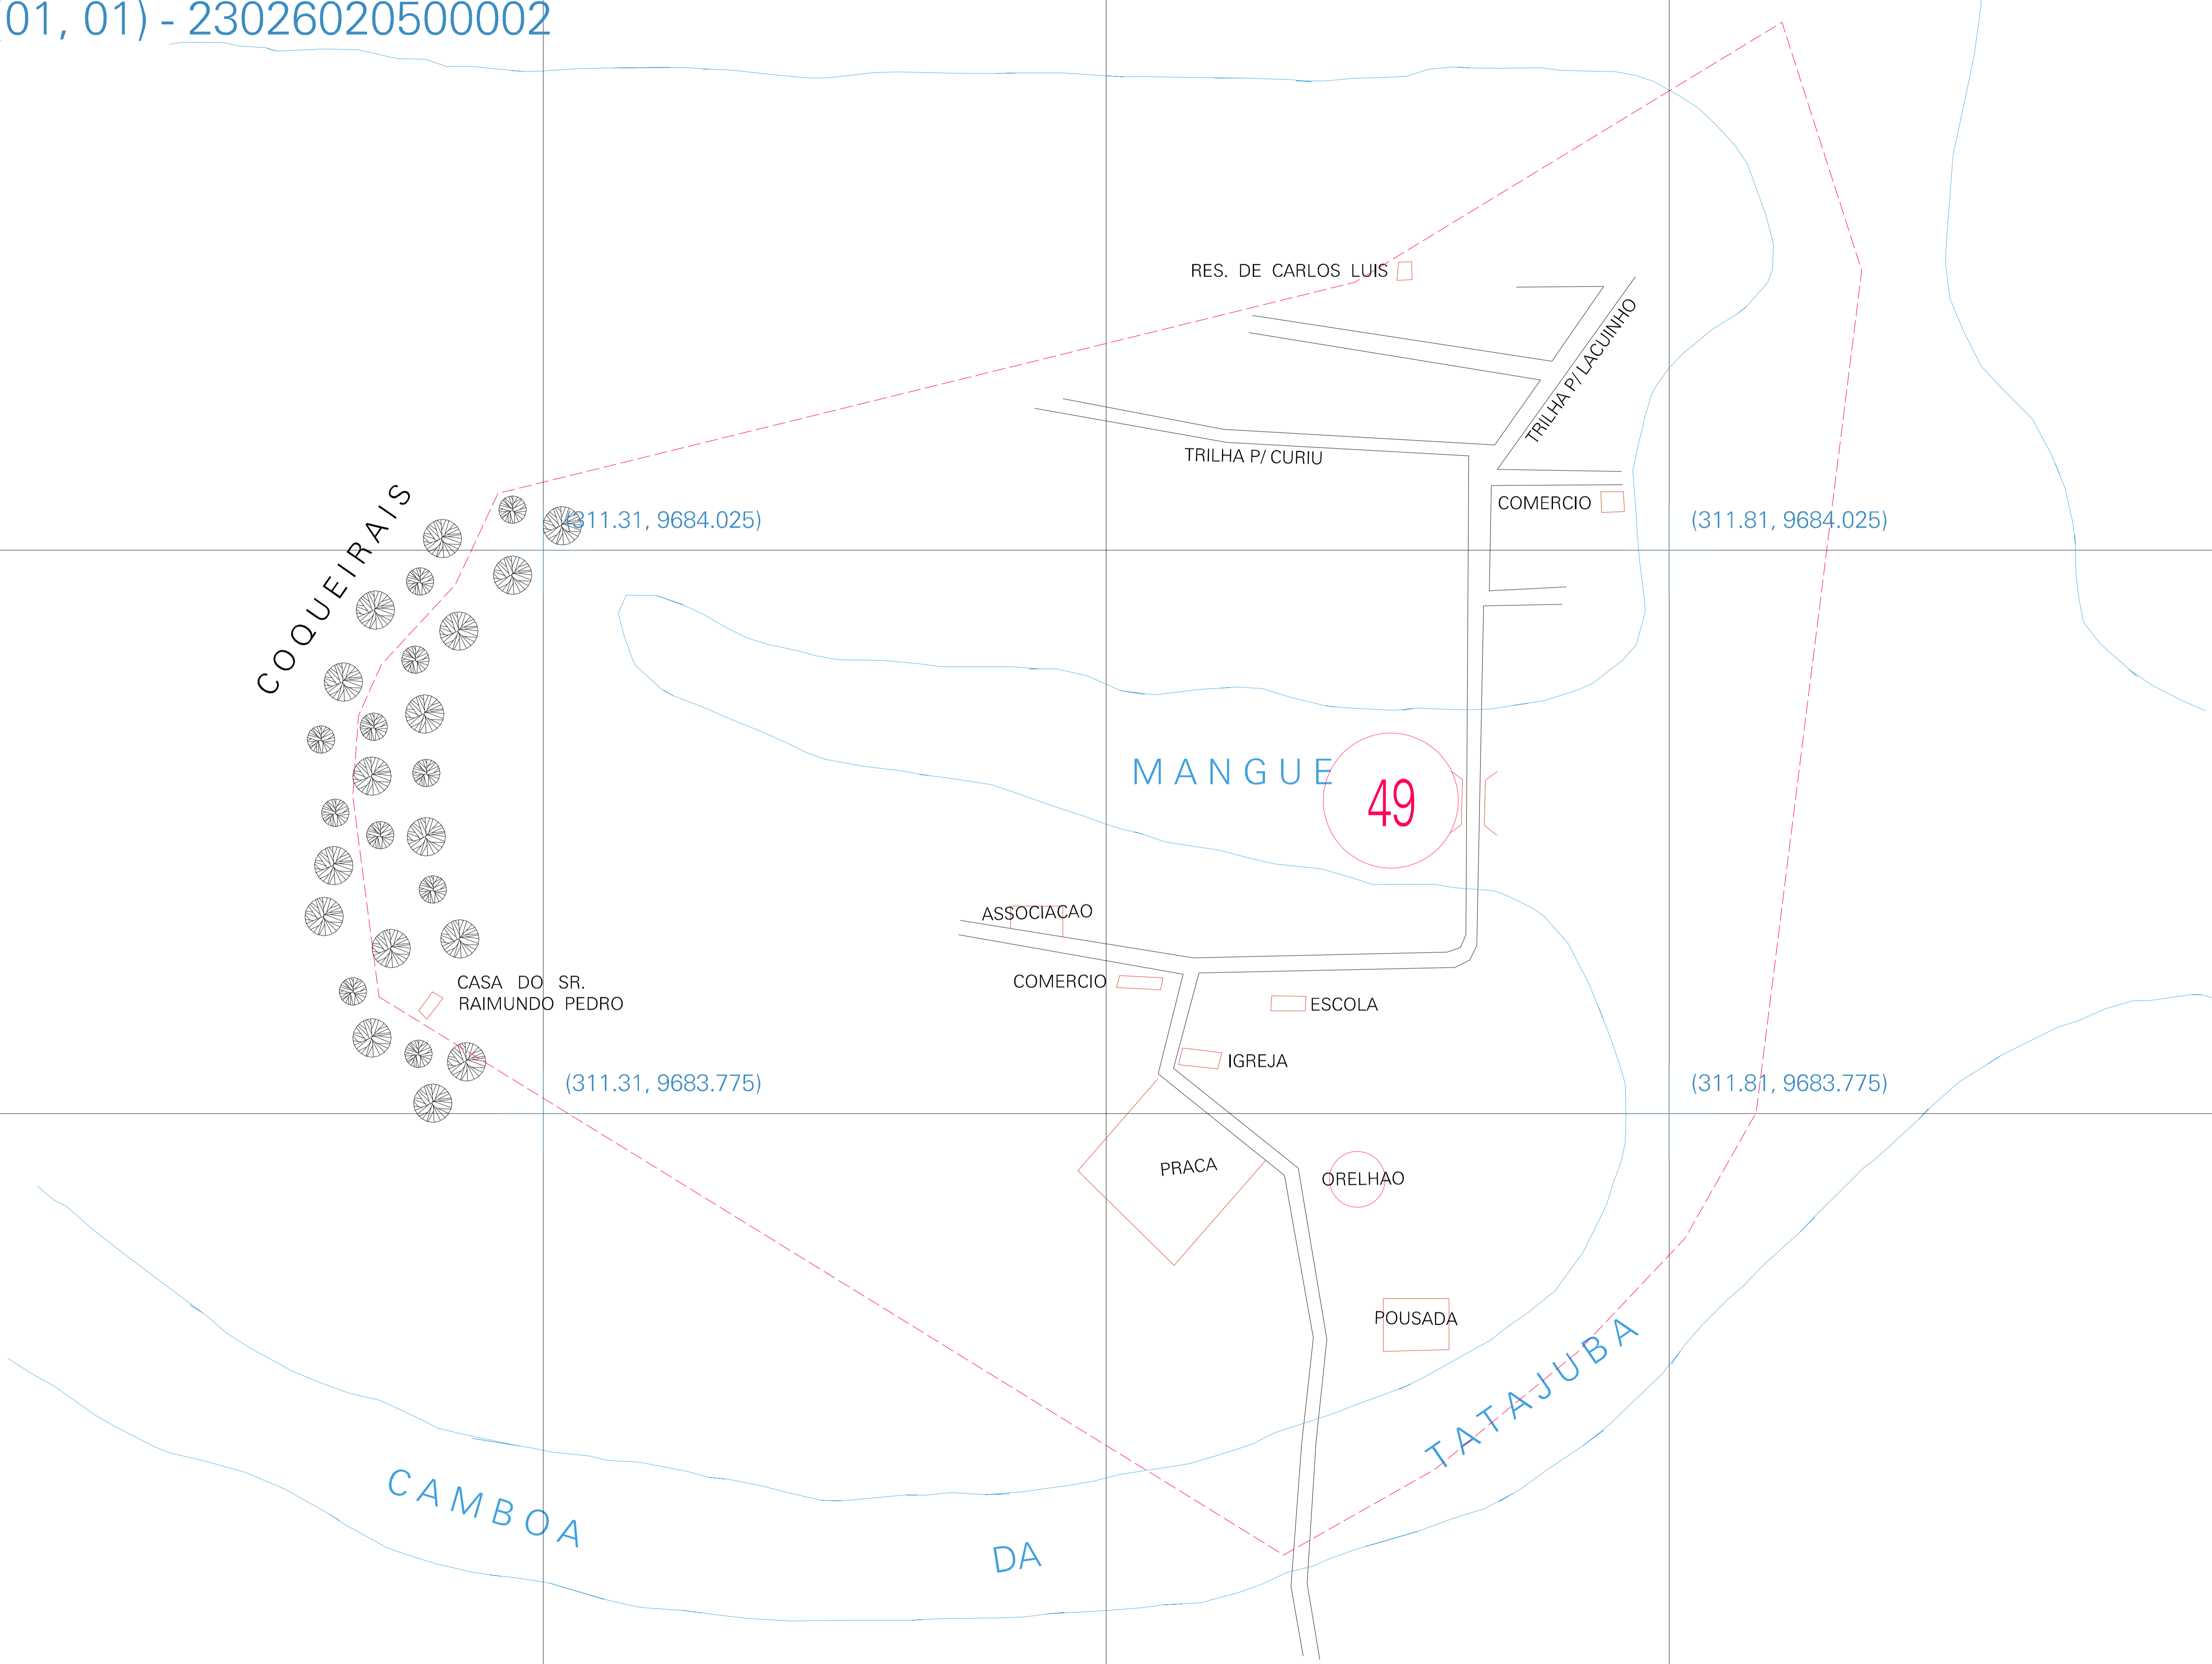 01, 01) - 23026020500002
RES. DE CARLOS LUIS
TRILHA P/ LACUINHO
TRILHA P/ CURIU
COQUEIRAIS
COMERCIO
(311.31, 9684.025)
(311.81, 9684.025)
MANGUE
49
ASSOCIACAO
COMERCIO
CASA DO SR.
RAIMUNDO PEDRO
ESCOLA
IGREJA
(311.31, 9683.775)
(311.81, 9683.775)
PRACA
ORELHAO
POUSADA
CAMBOA
DA
TATAJUBA